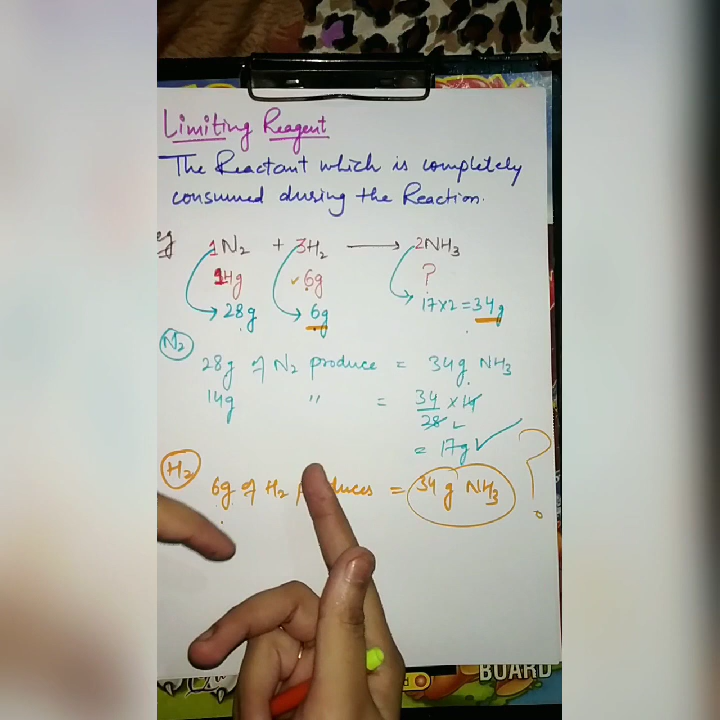 Limiting Reagent
The Reactant which is completely
consumed during the Reaction.
eg 1N₂ + 3H₂ ⟶ 2NH₃
14g 6g ?
28g 6g 17×2=34g
N₂
28g of N₂ produce = 34g NH₃
14g " = 34/28 × 14
= 17g ✓
H₂
6g of H₂ produces = 34 g NH₃ ?
BOARD